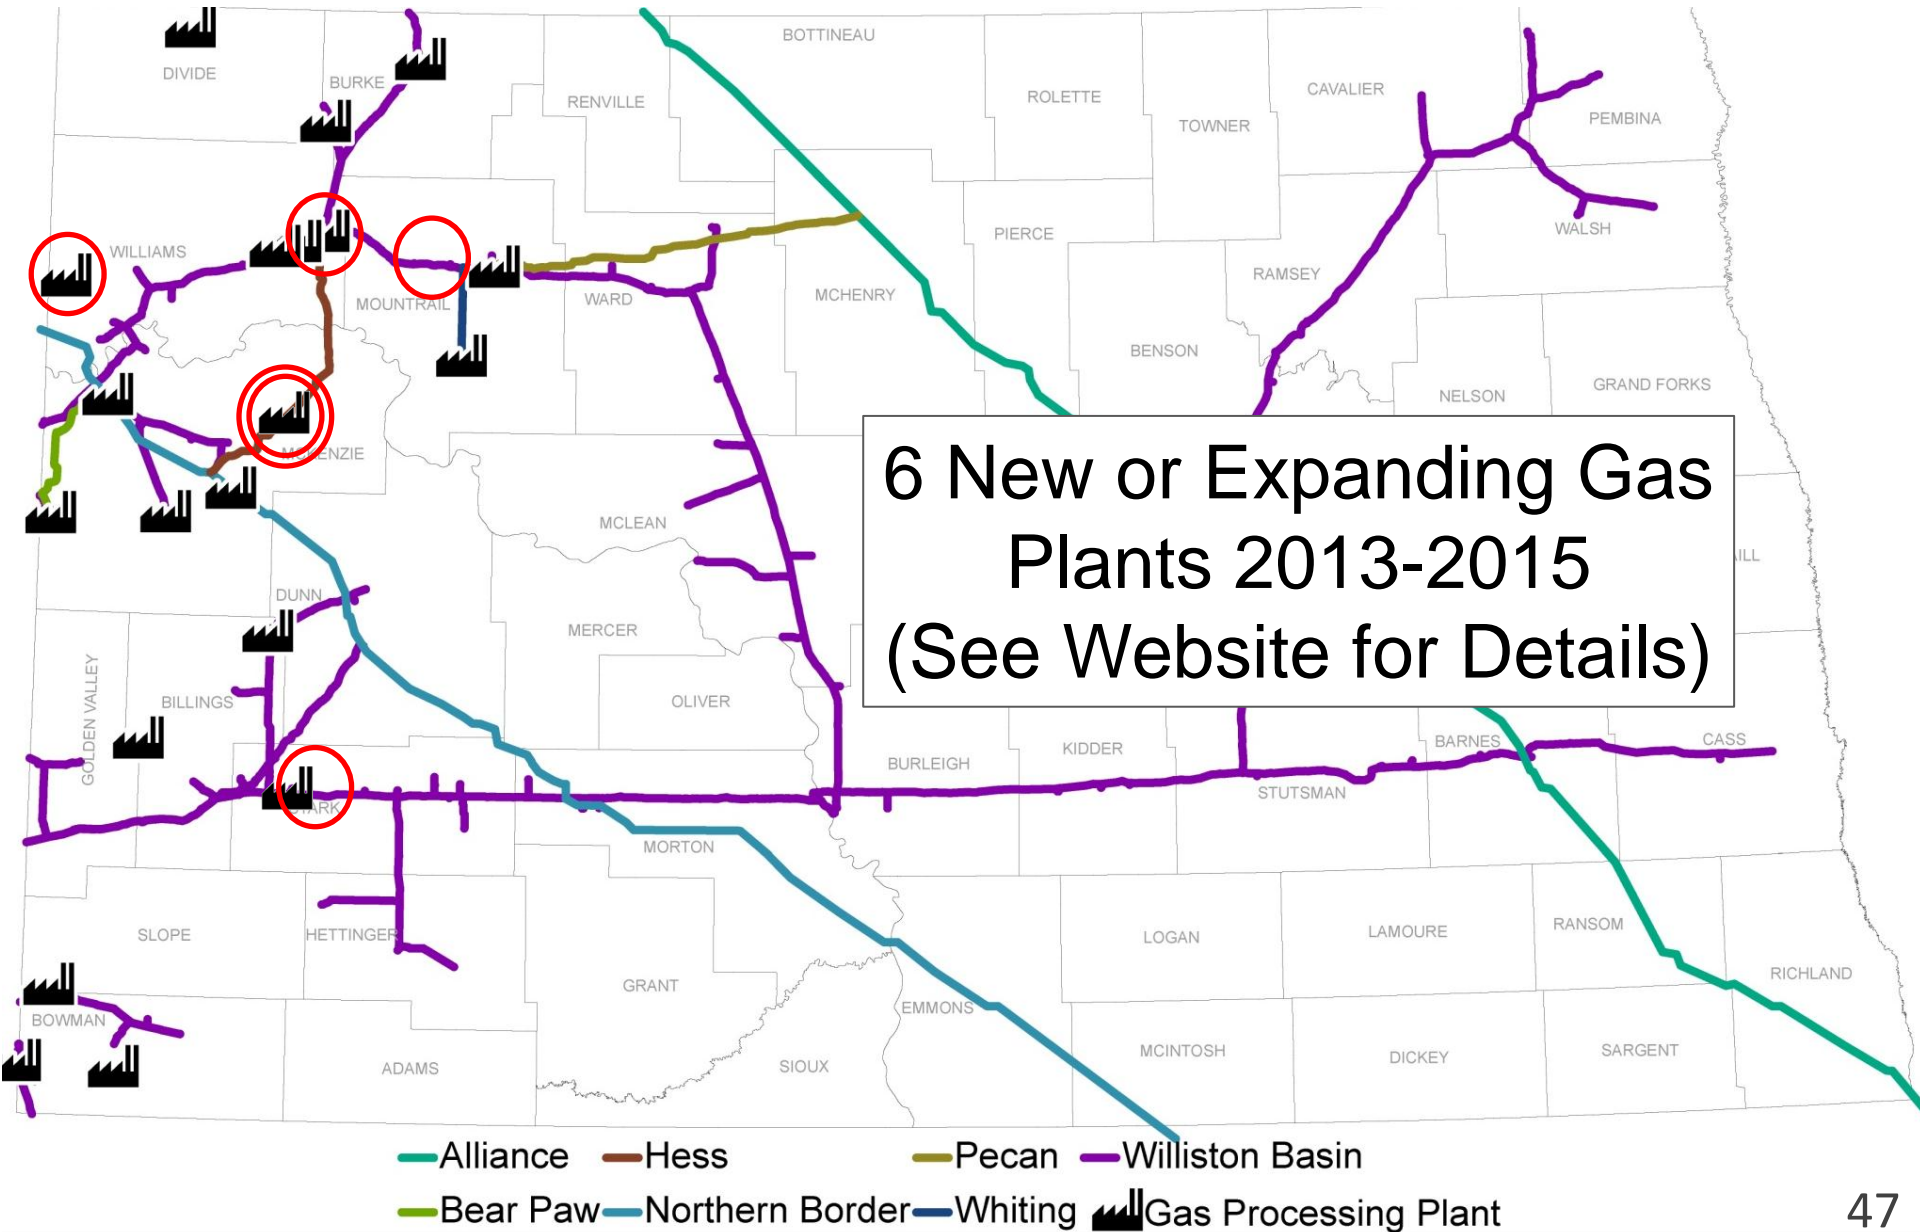 DIVIDE
BURKE
BOTTINEAU
RENVILLE
ROLETTE
TOWNER
CAVALIER
PEMBINA
WILLIAMS
MOUNTRAIL
WARD
MCHENRY
PIERCE
RAMSEY
WALSH
BENSON
NELSON
GRAND FORKS
MCKENZIE
6 New or Expanding Gas
Plants 2013-2015
(See Website for Details)
MCLEAN
ILL
DUNN
MERCER
GOLDEN VALLEY
BILLINGS
OLIVER
BURLEIGH
KIDDER
BARNES
CASS
STARK
STUTSMAN
MORTON
SLOPE
HETTINGER
GRANT
LOGAN
LAMOURE
RANSOM
RICHLAND
BOWMAN
ADAMS
SIOUX
EMMONS
MCINTOSH
DICKEY
SARGENT
Alliance Hess Pecan Williston Basin
Bear Paw Northern Border Whiting Gas Processing Plant
47